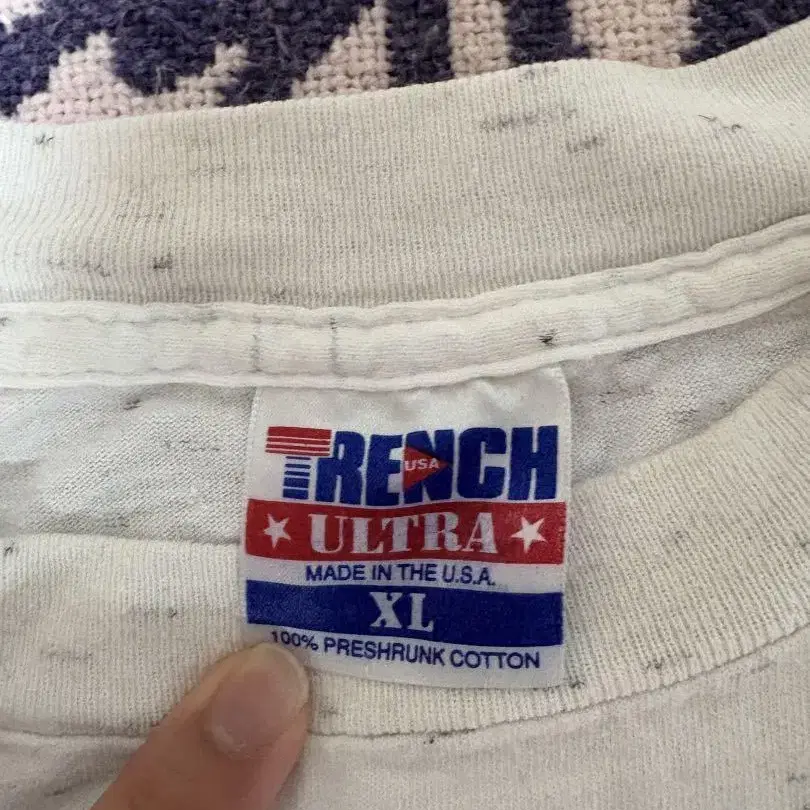 TRENCH
USA
ULTRA
MADE IN THE U.S.A.
XL
100% PRESHRUNK COTTON